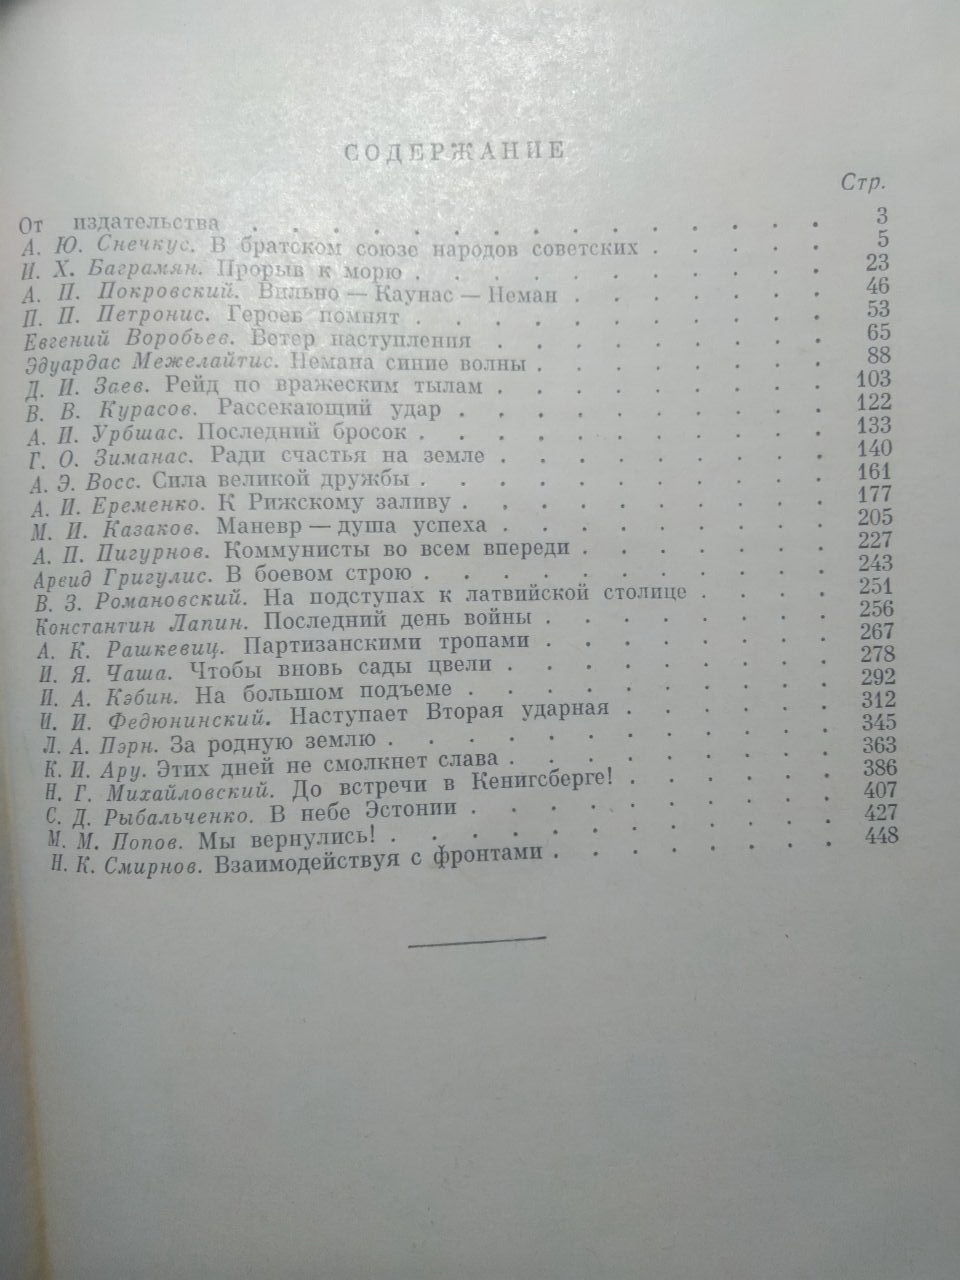 СОДЕРЖАНИЕ
Стр.
От издательства . . . . . . . . . . . . . . . . 3
А. Ю. Снечкус. В братском союзе народов советских . . . . . . 5
И. Х. Баграмян. Прорыв к морю . . . . . . . . . . . 23
А. П. Покровский. Вильно — Каунас — Неман . . . . . . . 46
П. П. Петронис. Героев помнят . . . . . . . . . . . 53
Евгений Воробьев. Ветер наступления . . . . . . . . . 65
Эдуардас Межелайтис. Немана синие волны . . . . . . . . 88
Д. И. Заев. Рейд по вражеским тылам . . . . . . . . . 103
В. В. Курасов. Рассекающий удар . . . . . . . . . . 122
А. И. Урбшас. Последний бросок . . . . . . . . . . . 133
Г. О. Зиманас. Ради счастья на земле . . . . . . . . . 140
А. Э. Восс. Сила великой дружбы . . . . . . . . . . . 161
А. И. Еременко. К Рижскому заливу . . . . . . . . . . 177
М. И. Казаков. Маневр — душа успеха . . . . . . . . . 205
А. П. Пигурнов. Коммунисты во всем впереди . . . . . . . 227
Арвид Григулис. В боевом строю . . . . . . . . . . . 243
В. З. Романовский. На подступах к латвийской столице . . . . 251
Константин Лапин. Последний день войны . . . . . . . . 256
А. К. Рашкевиц. Партизанскими тропами . . . . . . . . 267
И. Я. Чаша. Чтобы вновь сады цвели . . . . . . . . . 278
И. А. Кэбин. На большом подъеме . . . . . . . . . . 292
И. И. Федюнинский. Наступает Вторая ударная . . . . . . 312
Л. А. Пэрн. За родную землю . . . . . . . . . . . . 345
К. И. Ару. Этих дней не смолкнет слава . . . . . . . . . 363
Н. Г. Михайловский. До встречи в Кенигсберге! . . . . . . 386
С. Д. Рыбальченко. В небе Эстонии . . . . . . . . . . 407
М. М. Попов. Мы вернулись! . . . . . . . . . . . . 427
Н. К. Смирнов. Взаимодействуя с фронтами . . . . . . . . 448